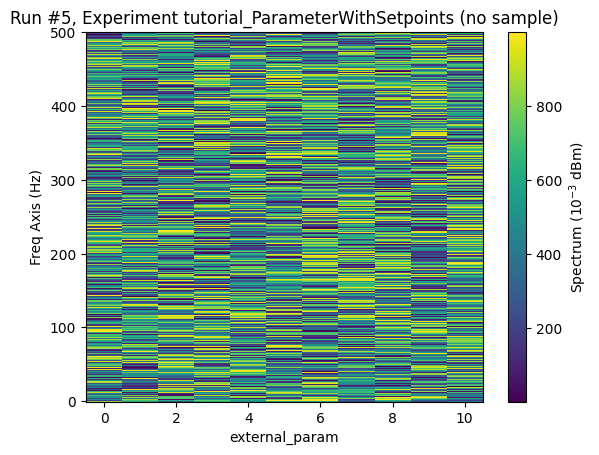 Run #5, Experiment tutorial_ParameterWithSetpoints (no sample)
500
400
300
200
100
0
Freq Axis (Hz)
0 2 4 6 8 10
external_param
800
600
400
200
Spectrum (10⁻³ dBm)